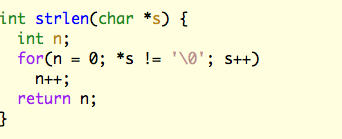 int strlen(char *s) {
  int n;
  for(n = 0; *s != '\0'; s++)
    n++;
  return n;
}